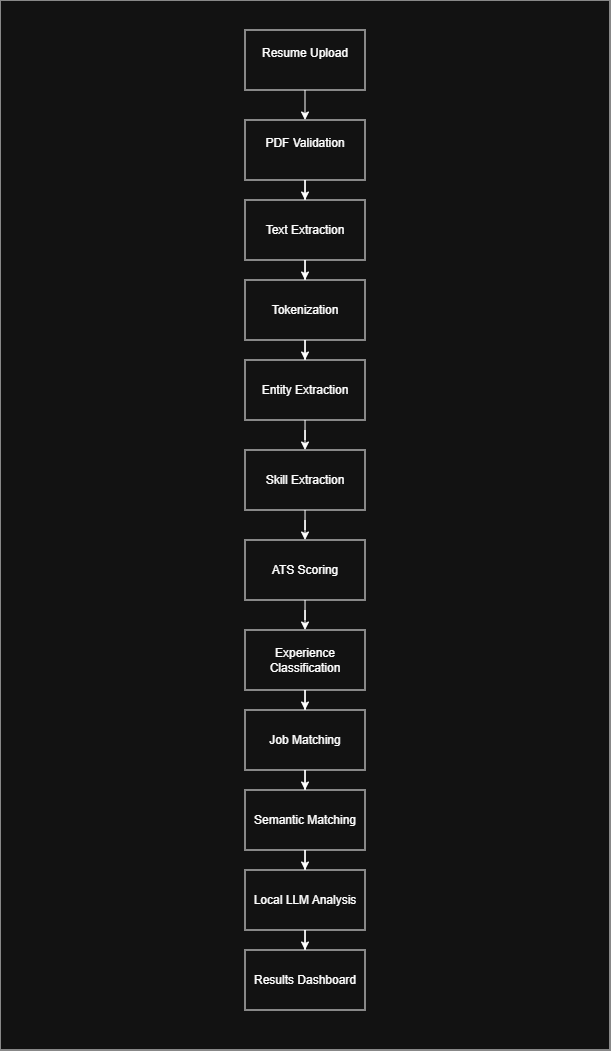 Resume Upload
PDF Validation
Text Extraction
Tokenization
Entity Extraction
Skill Extraction
ATS Scoring
Experience
Classification
Job Matching
Semantic Matching
Local LLM Analysis
Results Dashboard